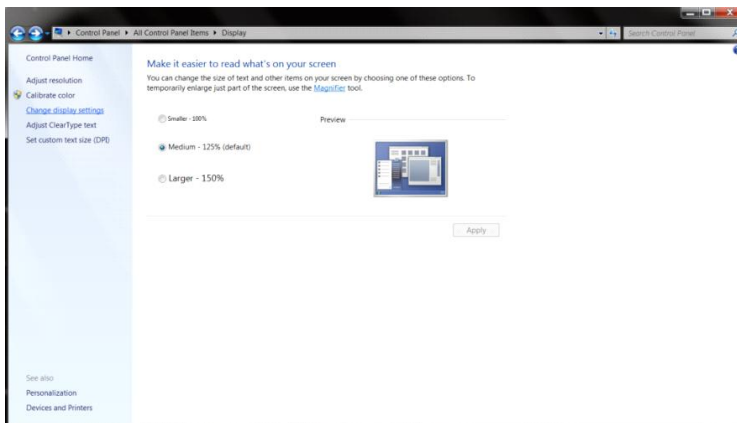 Control Panel ▸ All Control Panel Items ▸ Display
Search Control Panel
Control Panel Home
Adjust resolution
Calibrate color
Change display settings
Adjust ClearType text
Set custom text size (DPI)
See also
Personalization
Devices and Printers
Make it easier to read what's on your screen
You can change the size of text and other items on your screen by choosing one of these options. To
temporarily enlarge just part of the screen, use the Magnifier tool.
Smaller - 100%
Preview
Medium - 125% (default)
Larger - 150%
Apply